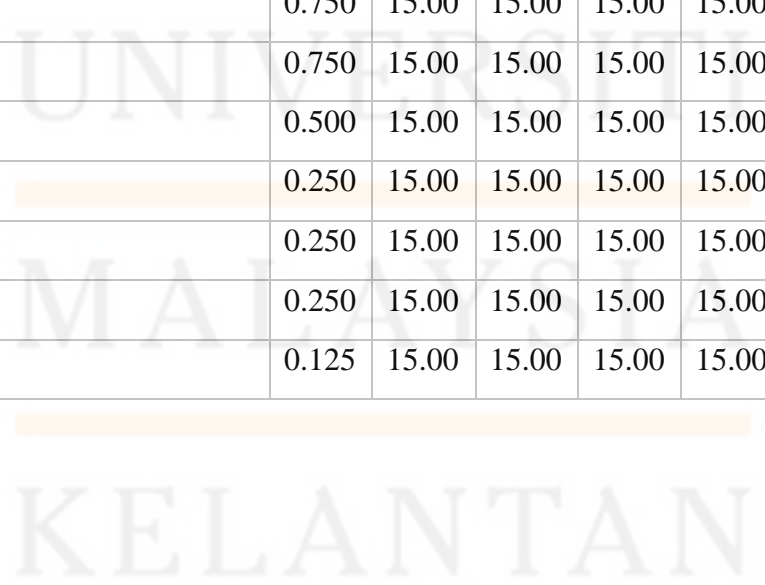 0.750 15.00 15.00 15.00 15.00
0.750 15.00 15.00 15.00 15.00
0.500 15.00 15.00 15.00 15.00
0.250 15.00 15.00 15.00 15.00
0.250 15.00 15.00 15.00 15.00
0.250 15.00 15.00 15.00 15.00
0.125 15.00 15.00 15.00 15.00
UNIVERSITI
MALAYSIA
KELANTAN